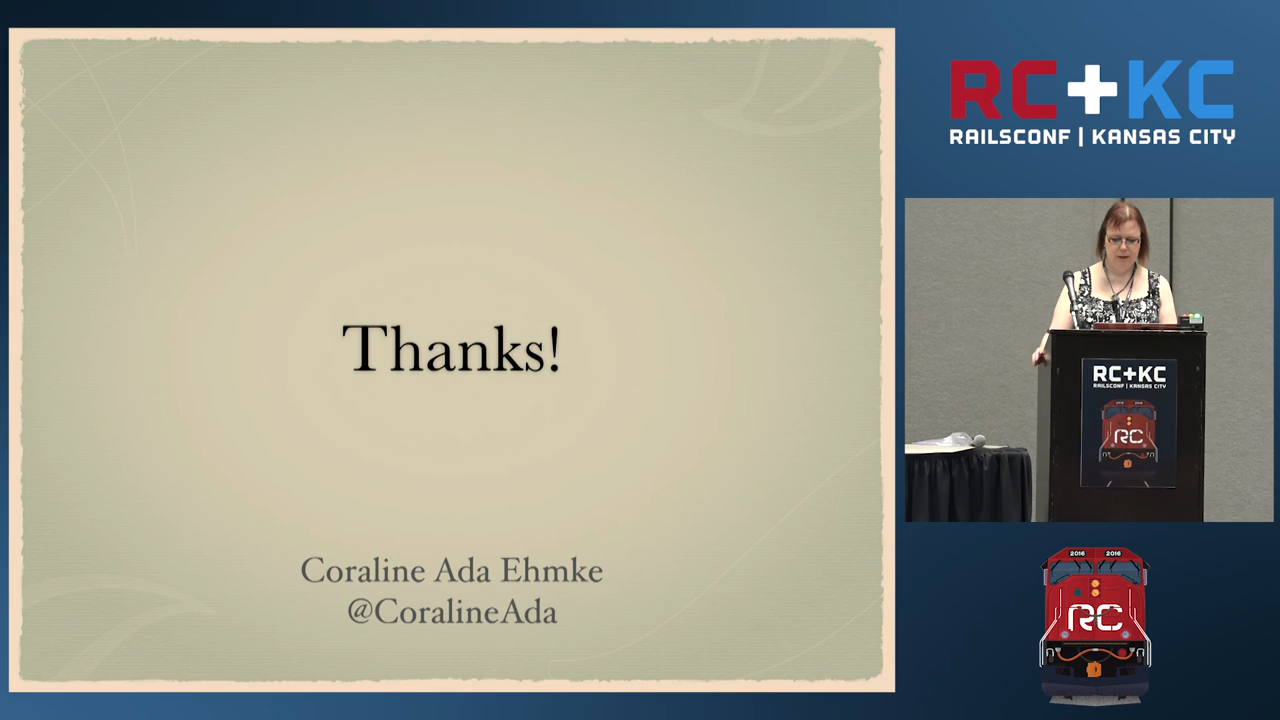 Thanks!
Coraline Ada Ehmke
@CoralineAda
RC+KC
RAILSCONF | KANSAS CITY
RC+KC
RAILSCONF | KANSAS CITY
RC
2016 2016
RC